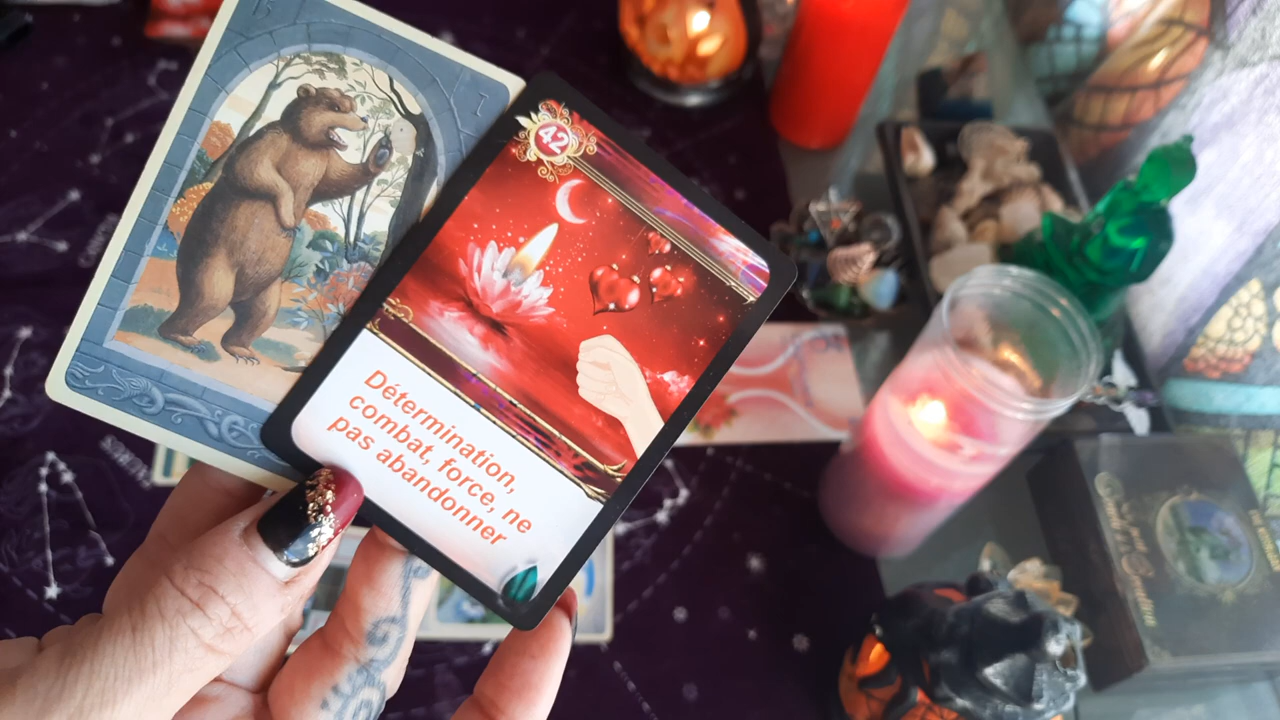 42
Détermination,
combat, force, ne
pas abandonner